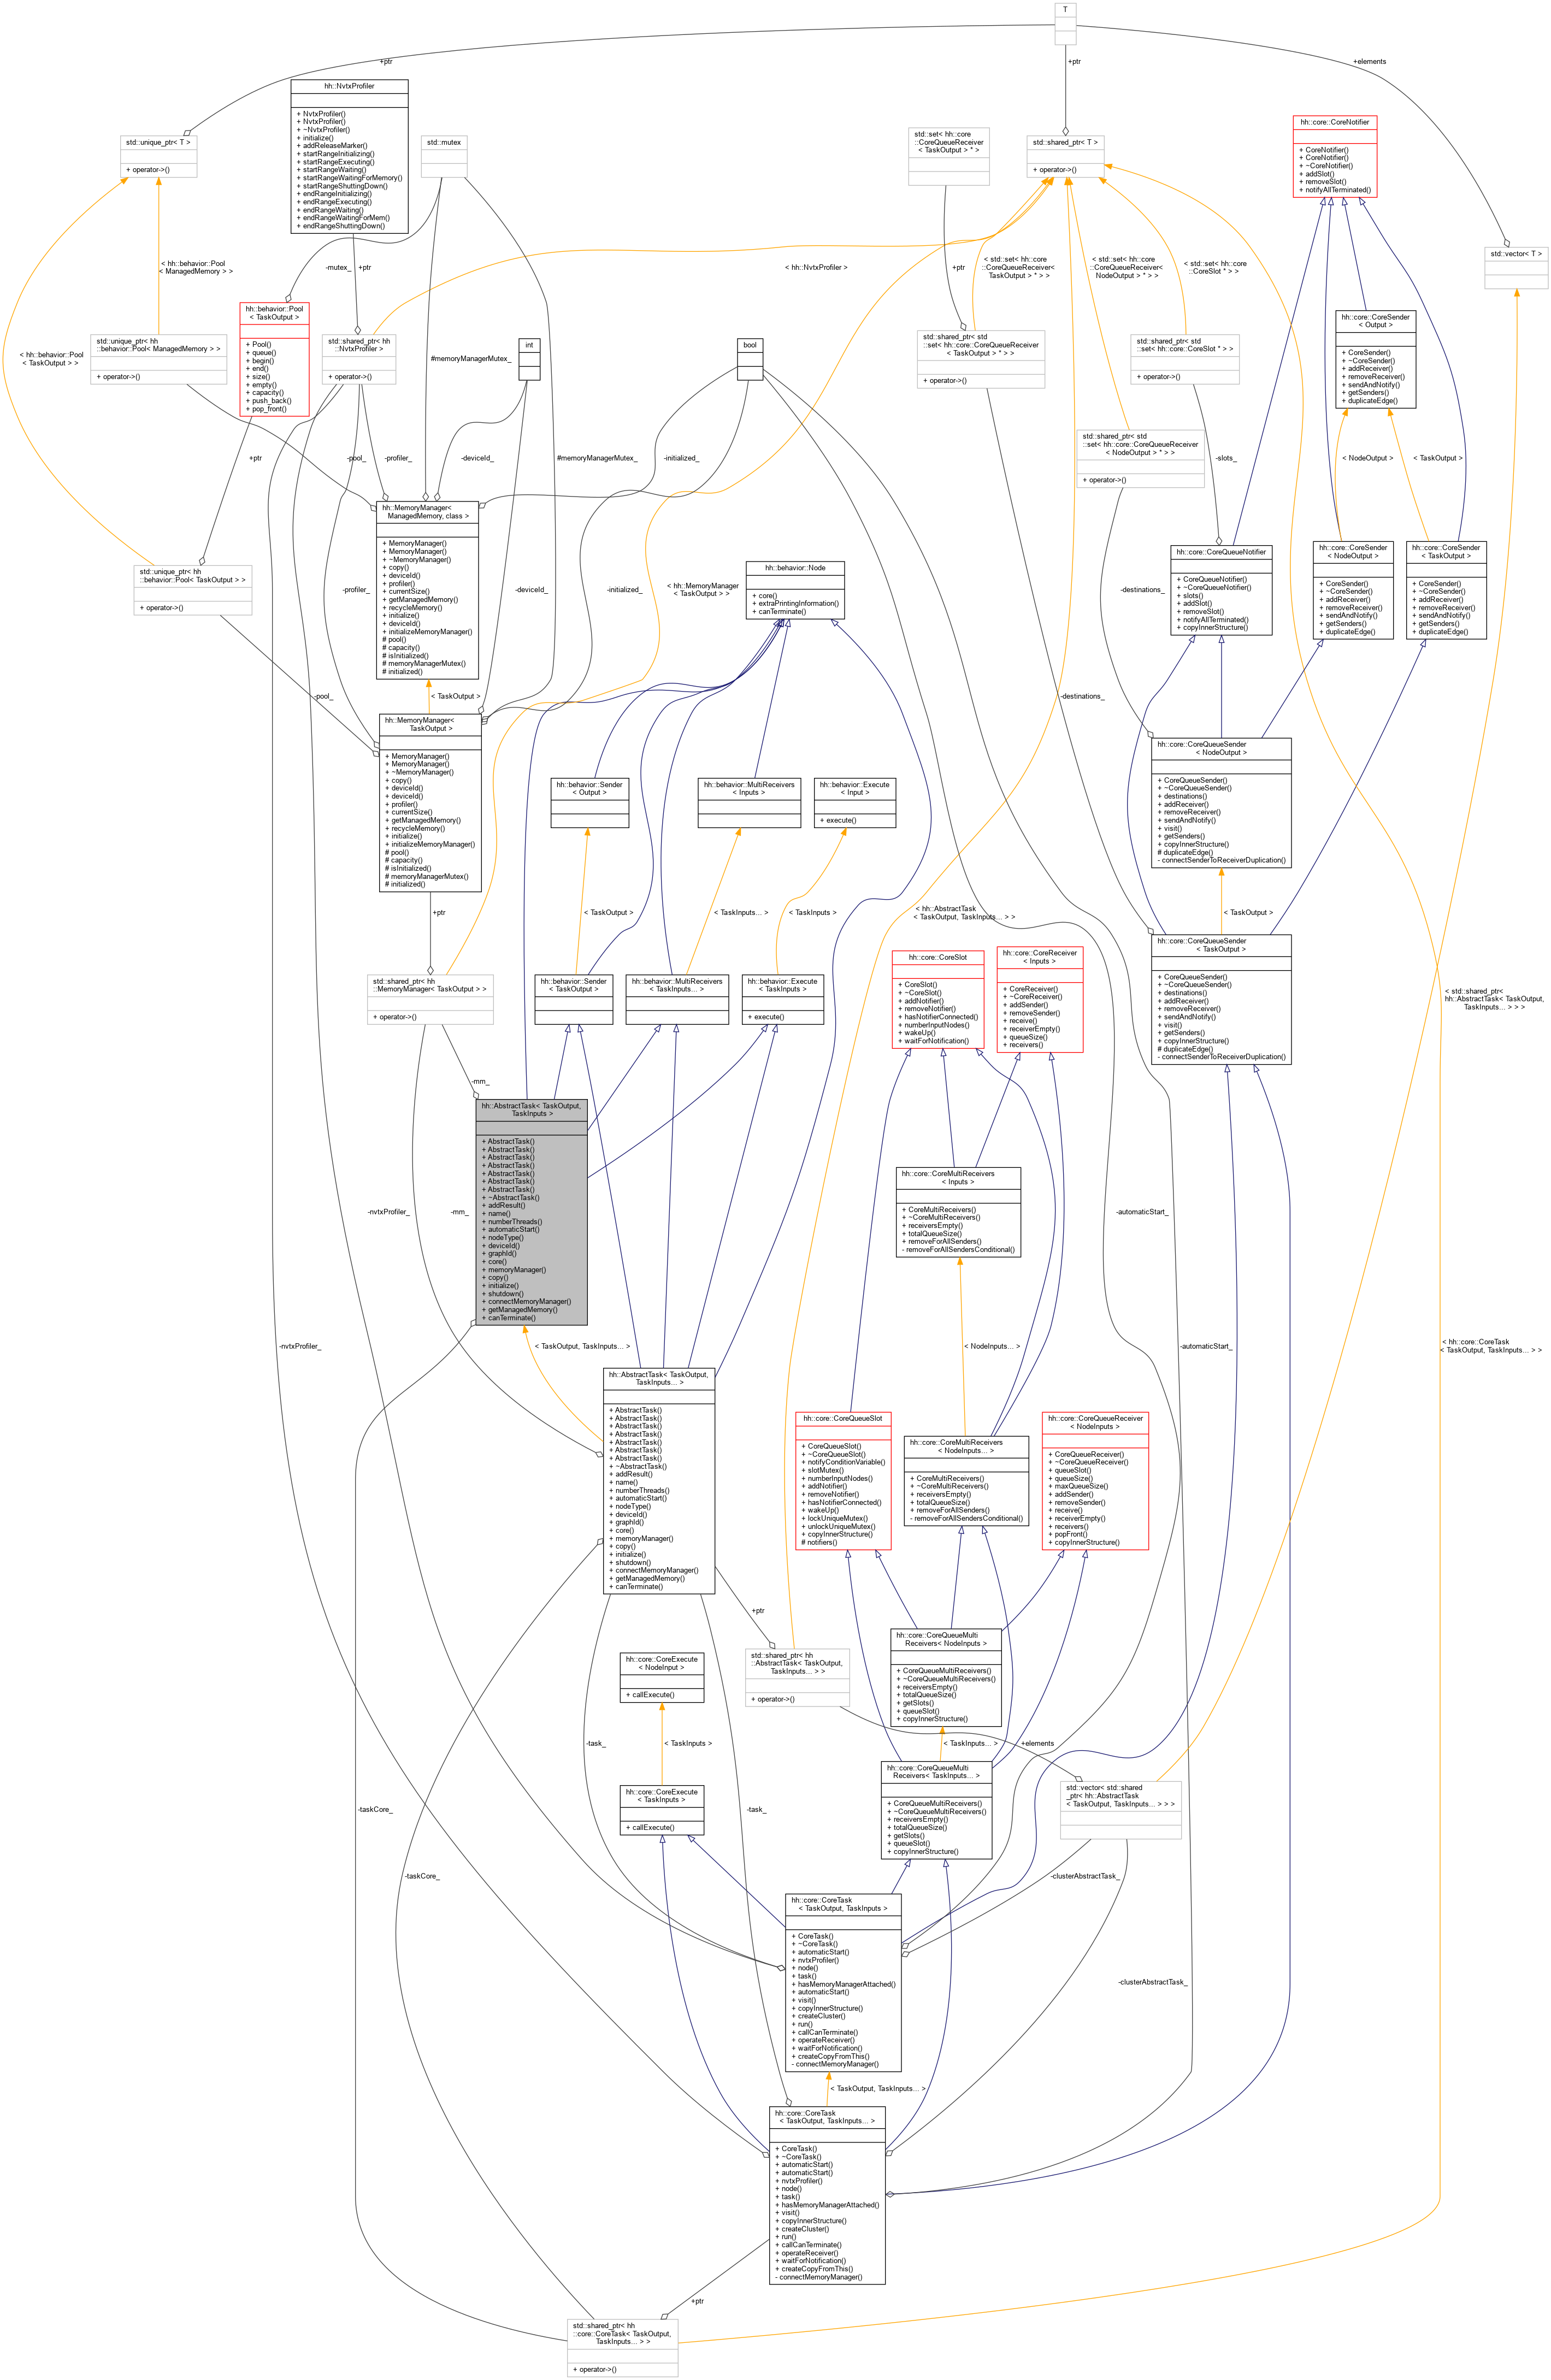 T
+ptr
+ptr
+elements
hh::NvtxProfiler
+ NvtxProfiler()
+ NvtxProfiler()
+ ~NvtxProfiler()
+ initialize()
+ addReleaseMarker()
+ startRangeInitializing()
+ startRangeExecuting()
+ startRangeWaiting()
+ startRangeWaitingForMemory()
+ startRangeShuttingDown()
+ endRangeInitializing()
+ endRangeExecuting()
+ endRangeWaiting()
+ endRangeWaitingForMem()
+ endRangeShuttingDown()
std::unique_ptr< T >
+ operator->()
std::mutex
std::set< hh::core
::CoreQueueReceiver
< TaskOutput > * >
std::shared_ptr< T >
+ operator->()
hh::core::CoreNotifier
+ CoreNotifier()
+ CoreNotifier()
+ ~CoreNotifier()
+ addSlot()
+ removeSlot()
+ notifyAllTerminated()
std::vector< T >
< hh::behavior::Pool
< ManagedMemory > >
-mutex_
+ptr
< hh::NvtxProfiler >
+ptr
< std::set< hh::core
::CoreQueueReceiver<
TaskOutput > * > >
< std::set< hh::core
::CoreQueueReceiver<
NodeOutput > * > >
< std::set< hh::core
::CoreSlot * > >
hh::behavior::Pool
< TaskOutput >
+ Pool()
+ queue()
+ begin()
+ end()
+ size()
+ empty()
+ capacity()
+ push_back()
+ pop_front()
hh::core::CoreSender
< Output >
+ CoreSender()
+ ~CoreSender()
+ addReceiver()
+ removeReceiver()
+ sendAndNotify()
+ getSenders()
+ duplicateEdge()
< hh::behavior::Pool
< TaskOutput > >
std::unique_ptr< hh
::behavior::Pool< ManagedMemory > >
+ operator->()
std::shared_ptr< hh
::NvtxProfiler >
+ operator->()
#memoryManagerMutex_
int
bool
std::shared_ptr< std
::set< hh::core::CoreQueueReceiver
< TaskOutput > * > >
+ operator->()
std::shared_ptr< std
::set< hh::core::CoreSlot * > >
+ operator->()
+ptr
-pool_
-profiler_
-deviceId_
#memoryManagerMutex_
-initialized_
std::shared_ptr< std
::set< hh::core::CoreQueueReceiver
< NodeOutput > * > >
+ operator->()
-slots_
< NodeOutput >
< TaskOutput >
hh::MemoryManager<
ManagedMemory, class >
+ MemoryManager()
+ MemoryManager()
+ ~MemoryManager()
+ copy()
+ deviceId()
+ profiler()
+ currentSize()
+ getManagedMemory()
+ recycleMemory()
+ initialize()
+ deviceId()
+ initializeMemoryManager()
# pool()
# capacity()
# isInitialized()
# memoryManagerMutex()
# initialized()
std::unique_ptr< hh
::behavior::Pool< TaskOutput > >
+ operator->()
-profiler_
-deviceId_
-initialized_
< hh::MemoryManager
< TaskOutput > >
hh::behavior::Node
+ core()
+ extraPrintingInformation()
+ canTerminate()
-destinations_
hh::core::CoreQueueNotifier
+ CoreQueueNotifier()
+ ~CoreQueueNotifier()
+ slots()
+ addSlot()
+ removeSlot()
+ notifyAllTerminated()
+ copyInnerStructure()
hh::core::CoreSender
< NodeOutput >
+ CoreSender()
+ ~CoreSender()
+ addReceiver()
+ removeReceiver()
+ sendAndNotify()
+ getSenders()
+ duplicateEdge()
hh::core::CoreSender
< TaskOutput >
+ CoreSender()
+ ~CoreSender()
+ addReceiver()
+ removeReceiver()
+ sendAndNotify()
+ getSenders()
+ duplicateEdge()
-pool_
< TaskOutput >
-destinations_
hh::MemoryManager<
TaskOutput >
+ MemoryManager()
+ MemoryManager()
+ ~MemoryManager()
+ copy()
+ deviceId()
+ deviceId()
+ profiler()
+ currentSize()
+ getManagedMemory()
+ recycleMemory()
+ initialize()
+ initializeMemoryManager()
# pool()
# capacity()
# isInitialized()
# memoryManagerMutex()
# initialized()
hh::behavior::Sender
< Output >
hh::behavior::MultiReceivers
< Inputs >
hh::behavior::Execute
< Input >
+ execute()
hh::core::CoreQueueSender
< NodeOutput >
+ CoreQueueSender()
+ ~CoreQueueSender()
+ destinations()
+ addReceiver()
+ removeReceiver()
+ sendAndNotify()
+ visit()
+ getSenders()
+ copyInnerStructure()
# duplicateEdge()
- connectSenderToReceiverDuplication()
+ptr
< TaskOutput >
< TaskInputs... >
< TaskInputs >
< hh::AbstractTask
< TaskOutput, TaskInputs... > >
< TaskOutput >
std::shared_ptr< hh
::MemoryManager< TaskOutput > >
+ operator->()
hh::behavior::Sender
< TaskOutput >
hh::behavior::MultiReceivers
< TaskInputs... >
hh::behavior::Execute
< TaskInputs >
+ execute()
hh::core::CoreSlot
+ CoreSlot()
+ ~CoreSlot()
+ addNotifier()
+ removeNotifier()
+ hasNotifierConnected()
+ numberInputNodes()
+ wakeUp()
+ waitForNotification()
hh::core::CoreReceiver
< Inputs >
+ CoreReceiver()
+ ~CoreReceiver()
+ addSender()
+ removeSender()
+ receive()
+ receiverEmpty()
+ queueSize()
+ receivers()
hh::core::CoreQueueSender
< TaskOutput >
+ CoreQueueSender()
+ ~CoreQueueSender()
+ destinations()
+ addReceiver()
+ removeReceiver()
+ sendAndNotify()
+ visit()
+ getSenders()
+ copyInnerStructure()
# duplicateEdge()
- connectSenderToReceiverDuplication()
< std::shared_ptr<
hh::AbstractTask< TaskOutput,
TaskInputs... > > >
-mm_
hh::AbstractTask< TaskOutput,
TaskInputs >
+ AbstractTask()
+ AbstractTask()
+ AbstractTask()
+ AbstractTask()
+ AbstractTask()
+ AbstractTask()
+ AbstractTask()
+ ~AbstractTask()
+ addResult()
+ name()
+ numberThreads()
+ automaticStart()
+ nodeType()
+ deviceId()
+ graphId()
+ core()
+ memoryManager()
+ copy()
+ initialize()
+ shutdown()
+ connectMemoryManager()
+ getManagedMemory()
+ canTerminate()
-nvtxProfiler_
-mm_
hh::core::CoreMultiReceivers
< Inputs >
+ CoreMultiReceivers()
+ ~CoreMultiReceivers()
+ receiversEmpty()
+ totalQueueSize()
+ removeForAllSenders()
- removeForAllSendersConditional()
-automaticStart_
-nvtxProfiler_
< TaskOutput, TaskInputs... >
< NodeInputs... >
-automaticStart_
< hh::core::CoreTask
< TaskOutput, TaskInputs... > >
hh::AbstractTask< TaskOutput,
TaskInputs... >
+ AbstractTask()
+ AbstractTask()
+ AbstractTask()
+ AbstractTask()
+ AbstractTask()
+ AbstractTask()
+ AbstractTask()
+ ~AbstractTask()
+ addResult()
+ name()
+ numberThreads()
+ automaticStart()
+ nodeType()
+ deviceId()
+ graphId()
+ core()
+ memoryManager()
+ copy()
+ initialize()
+ shutdown()
+ connectMemoryManager()
+ getManagedMemory()
+ canTerminate()
hh::core::CoreQueueSlot
+ CoreQueueSlot()
+ ~CoreQueueSlot()
+ notifyConditionVariable()
+ slotMutex()
+ numberInputNodes()
+ addNotifier()
+ removeNotifier()
+ hasNotifierConnected()
+ wakeUp()
+ lockUniqueMutex()
+ unlockUniqueMutex()
+ copyInnerStructure()
# notifiers()
hh::core::CoreMultiReceivers
< NodeInputs... >
+ CoreMultiReceivers()
+ ~CoreMultiReceivers()
+ receiversEmpty()
+ totalQueueSize()
+ removeForAllSenders()
- removeForAllSendersConditional()
hh::core::CoreQueueReceiver
< NodeInputs >
+ CoreQueueReceiver()
+ ~CoreQueueReceiver()
+ queueSlot()
+ queueSize()
+ maxQueueSize()
+ addSender()
+ removeSender()
+ receive()
+ receiverEmpty()
+ receivers()
+ popFront()
+ copyInnerStructure()
+ptr
hh::core::CoreExecute
< NodeInput >
+ callExecute()
std::shared_ptr< hh
::AbstractTask< TaskOutput,
TaskInputs... > >
+ operator->()
hh::core::CoreQueueMulti
Receivers< NodeInputs >
+ CoreQueueMultiReceivers()
+ ~CoreQueueMultiReceivers()
+ receiversEmpty()
+ totalQueueSize()
+ getSlots()
+ queueSlot()
+ copyInnerStructure()
-task_
< TaskInputs >
< TaskInputs... >
+elements
hh::core::CoreExecute
< TaskInputs >
+ callExecute()
hh::core::CoreQueueMulti
Receivers< TaskInputs... >
+ CoreQueueMultiReceivers()
+ ~CoreQueueMultiReceivers()
+ receiversEmpty()
+ totalQueueSize()
+ getSlots()
+ queueSlot()
+ copyInnerStructure()
std::vector< std::shared
_ptr< hh::AbstractTask
< TaskOutput, TaskInputs... > > >
-taskCore_
-task_
-taskCore_
-clusterAbstractTask_
hh::core::CoreTask
< TaskOutput, TaskInputs >
+ CoreTask()
+ ~CoreTask()
+ automaticStart()
+ nvtxProfiler()
+ node()
+ task()
+ hasMemoryManagerAttached()
+ automaticStart()
+ visit()
+ copyInnerStructure()
+ createCluster()
+ run()
+ callCanTerminate()
+ operateReceiver()
+ waitForNotification()
+ createCopyFromThis()
- connectMemoryManager()
-clusterAbstractTask_
< TaskOutput, TaskInputs... >
hh::core::CoreTask
< TaskOutput, TaskInputs... >
+ CoreTask()
+ ~CoreTask()
+ automaticStart()
+ automaticStart()
+ nvtxProfiler()
+ node()
+ task()
+ hasMemoryManagerAttached()
+ visit()
+ copyInnerStructure()
+ createCluster()
+ run()
+ callCanTerminate()
+ operateReceiver()
+ waitForNotification()
+ createCopyFromThis()
- connectMemoryManager()
+ptr
std::shared_ptr< hh
::core::CoreTask< TaskOutput,
TaskInputs... > >
+ operator->()